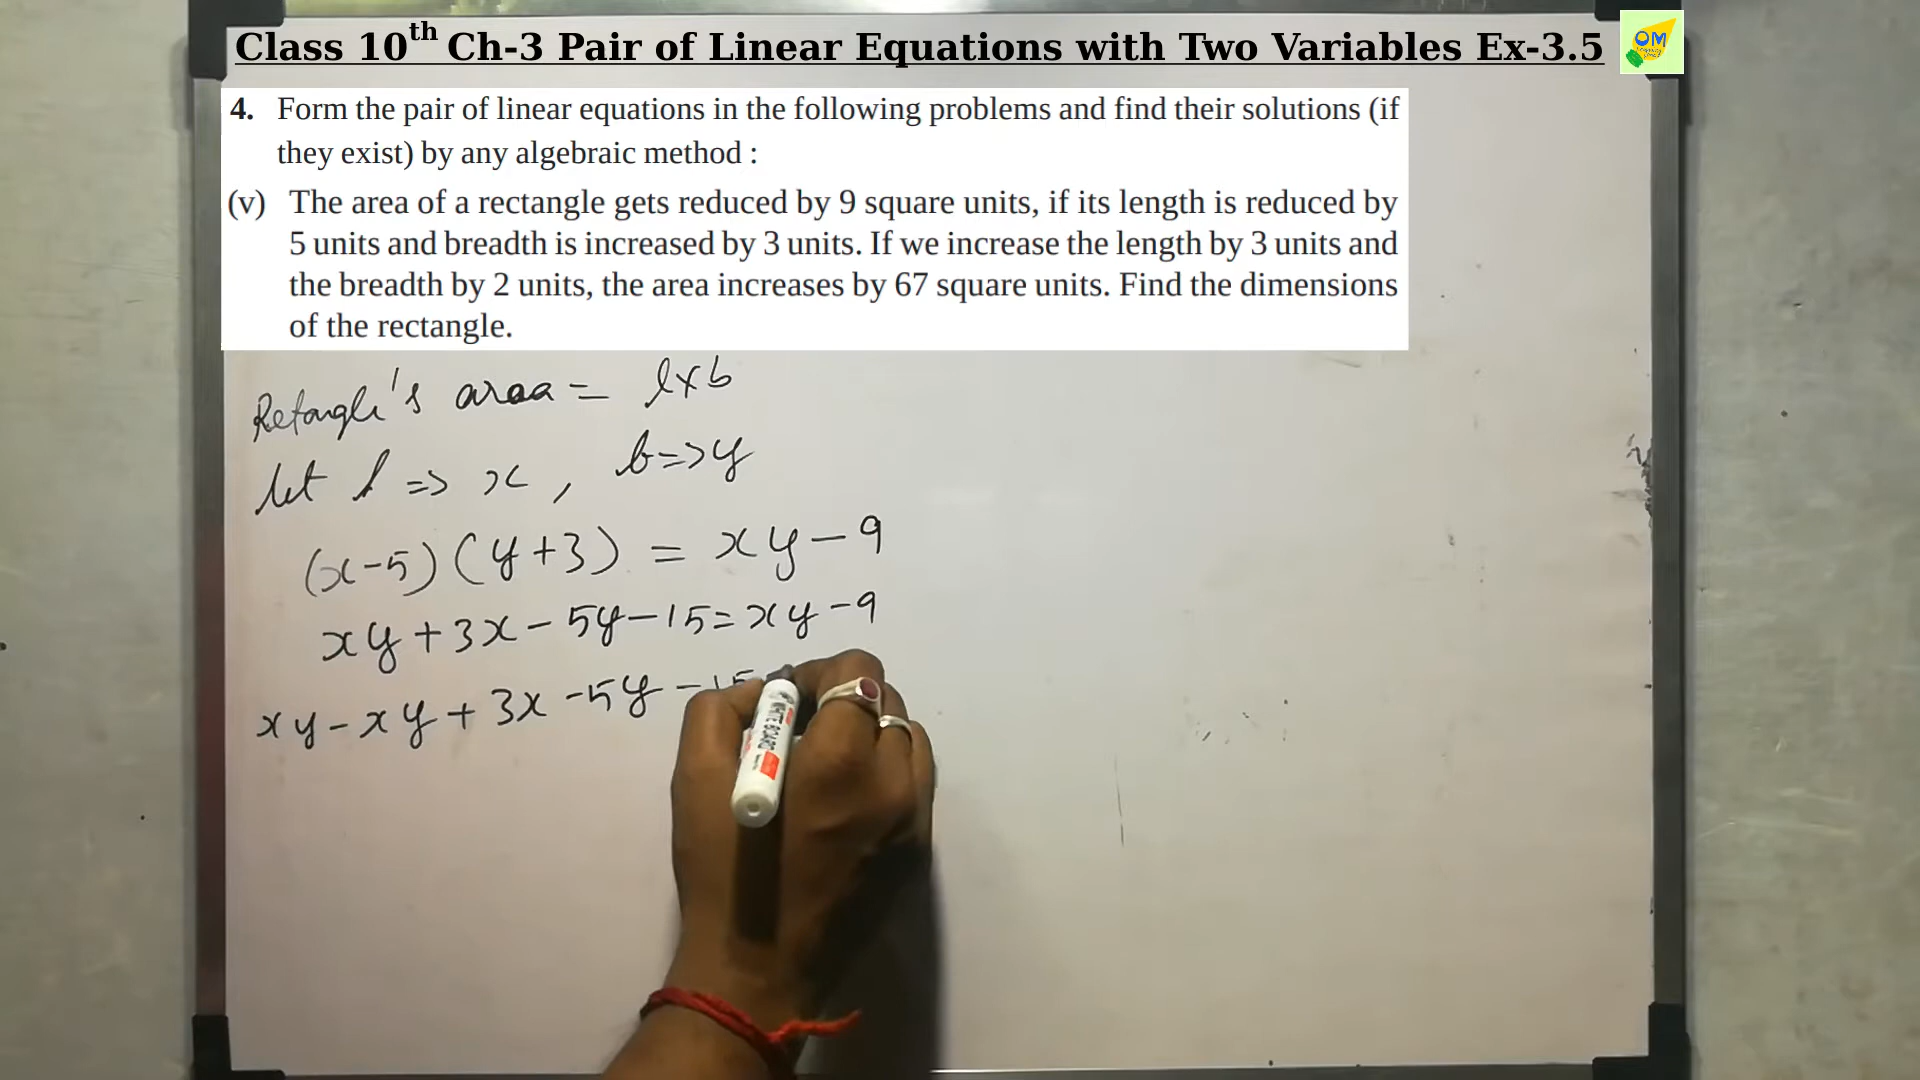 Class 10th Ch-3 Pair of Linear Equations with Two Variables Ex-3.5
OM
4. Form the pair of linear equations in the following problems and find their solutions (if
they exist) by any algebraic method :
(v) The area of a rectangle gets reduced by 9 square units, if its length is reduced by
5 units and breadth is increased by 3 units. If we increase the length by 3 units and
the breadth by 2 units, the area increases by 67 square units. Find the dimensions
of the rectangle.
Retangle's area = l×b
let l => x , b=>y
(x-5) (y+3) = xy-9
xy+3x-5y-15=xy-9
xy-xy+3x-5y-15
WHITE BOARD